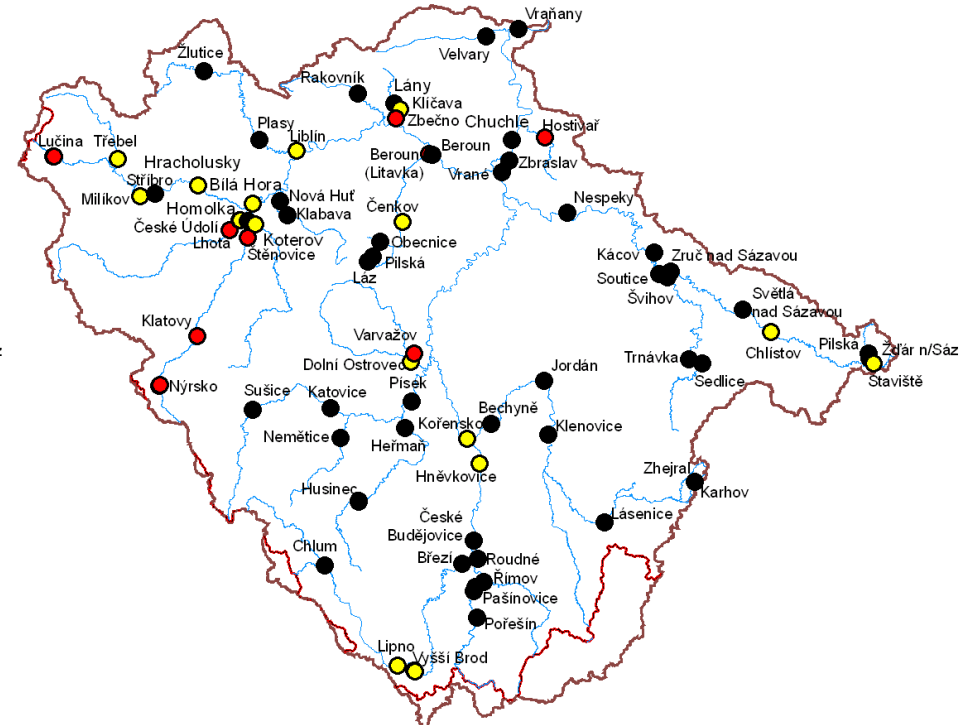 Vraňany
Velvary
Žlutice
Rakovník
Lány
Klíčava
Zbečno
Chuchle
Hostivař
Plasy
Liblín
Lučina
Třebel
Hracholusky
Beroun
Beroun
(Litavka)
Zbraslav
Vrané
Stříbro
Milíkov
Bílá Hora
Nová Huť
Klabava
Homolka
České Údolí
Lhota
Koterov
Štěnovice
Čenkov
Nespeky
Obecnice
Pilská
Láz
Kácov
Zruč nad Sázavou
Soutice
Švihov
Světlá
nad Sázavou
Chlístov
Pilská
Žďár n/Sáz
Staviště
Klatovy
Varvažov
Dolní Ostrovec
Trnávka
Sedlice
Jordán
Nýrsko
Sušice
Katovice
Písek
Kořensko
Bechyně
Klenovice
Nemětice
Heřmaň
Hněvkovice
Zhejral
Karhov
Husinec
Lásenice
České
Budějovice
Chlum
Březí
Roudné
Římov
Pašínovice
Pořešín
Lipno
Vyšší Brod
z